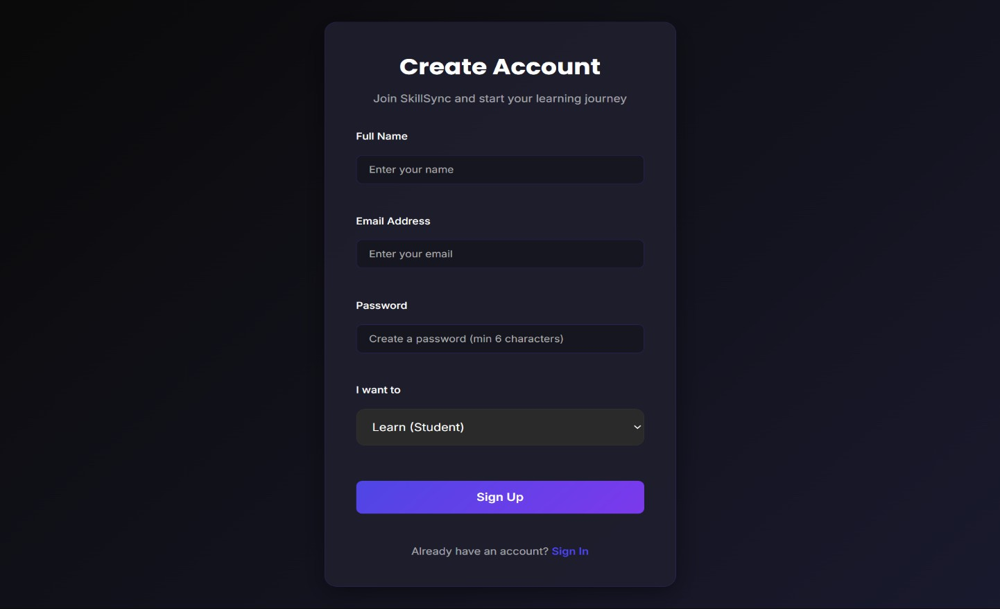 Create Account
Join SkillSync and start your learning journey
Full Name
Enter your name
Email Address
Enter your email
Password
Create a password (min 6 characters)
I want to
Learn (Student)
Sign Up
Already have an account? Sign In